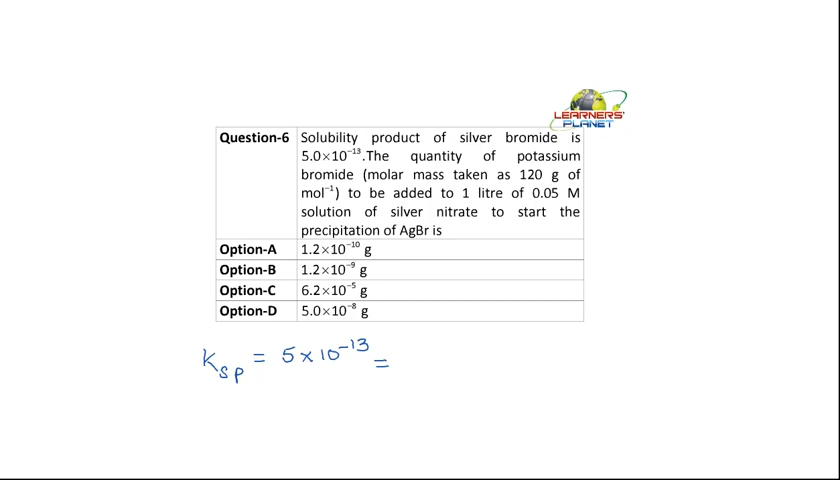 LEARNERS'
PLANET
Question-6
Solubility product of silver bromide is
5.0×10⁻¹³.The quantity of potassium
bromide (molar mass taken as 120 g of
mol⁻¹) to be added to 1 litre of 0.05 M
solution of silver nitrate to start the
precipitation of AgBr is
Option-A 1.2×10⁻¹⁰ g
Option-B 1.2×10⁻⁹ g
Option-C 6.2×10⁻⁵ g
Option-D 5.0×10⁻⁸ g
Ksp = 5×10⁻¹³ =